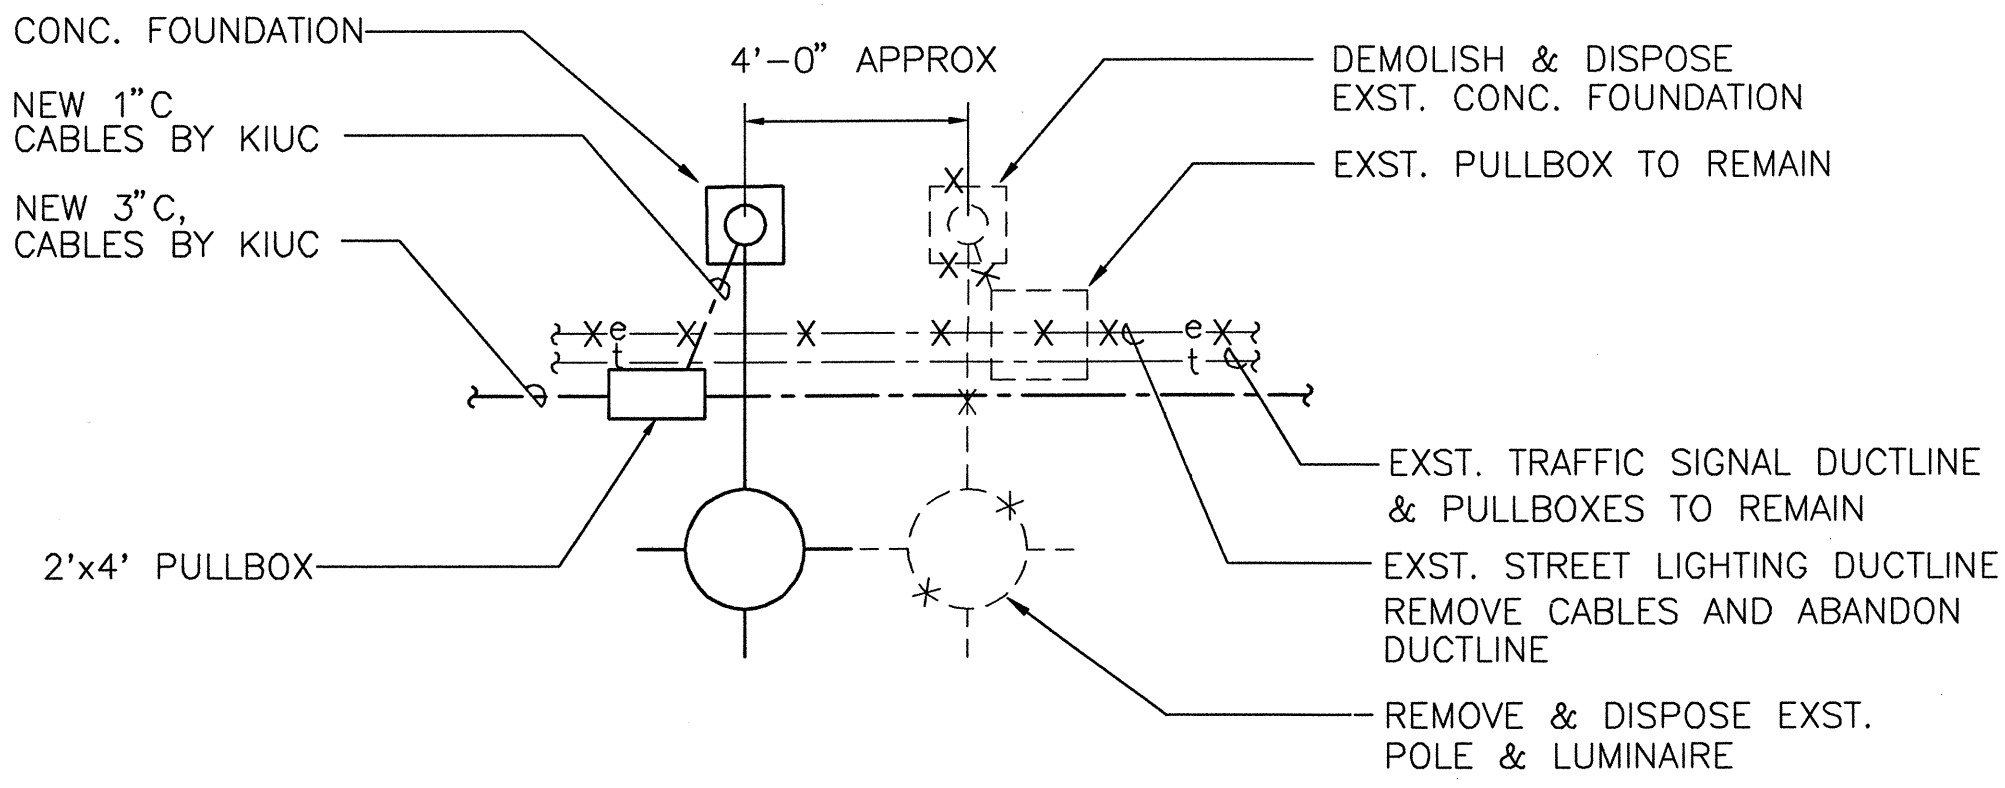 CONC. FOUNDATION
NEW 1"C
CABLES BY KIUC
NEW 3"C,
CABLES BY KIUC
2'x4' PULLBOX
4'-0" APPROX
DEMOLISH & DISPOSE
EXST. CONC. FOUNDATION
EXST. PULLBOX TO REMAIN
e
e
t
t
EXST. TRAFFIC SIGNAL DUCTLINE
& PULLBOXES TO REMAIN
EXST. STREET LIGHTING DUCTLINE
REMOVE CABLES AND ABANDON
DUCTLINE
REMOVE & DISPOSE EXST.
POLE & LUMINAIRE